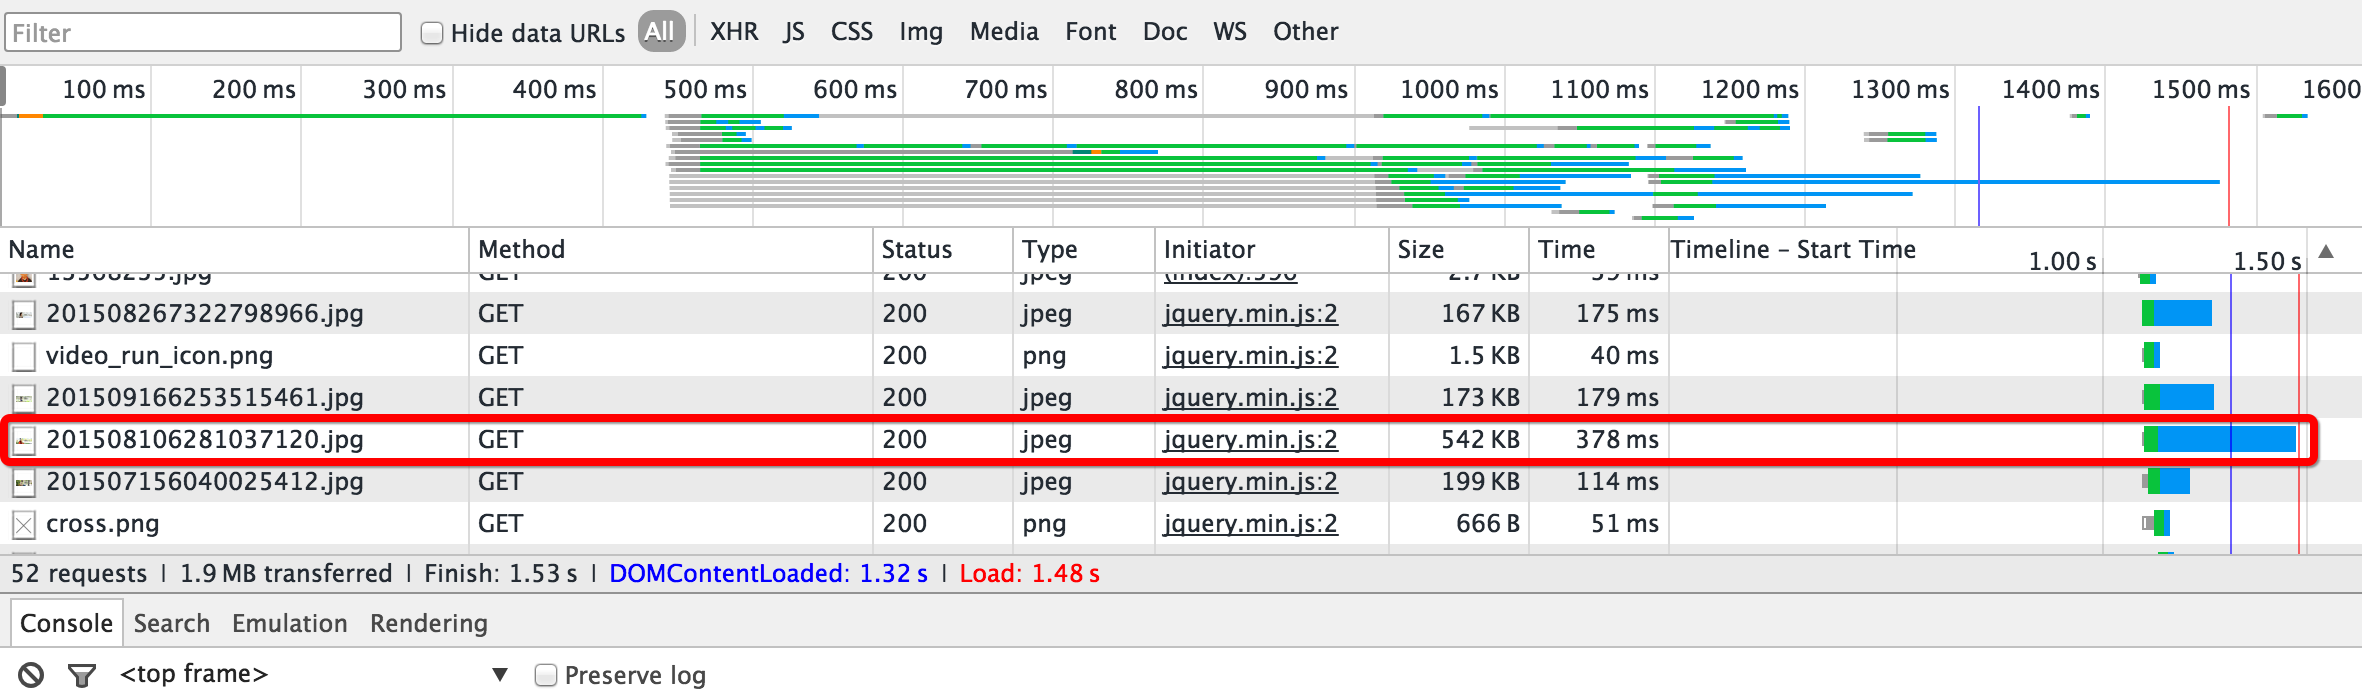 Filter Hide data URLs All XHR JS CSS Img Media Font Doc WS Other
100 ms 200 ms 300 ms 400 ms 500 ms 600 ms 700 ms 800 ms 900 ms 1000 ms 1100 ms 1200 ms 1300 ms 1400 ms 1500 ms 1600
Name Method Status Type Initiator Size Time Timeline – Start Time 1.00 s 1.50 s ▲
GET 200 jpeg 2.7 KB
201508267322798966.jpg GET 200 jpeg jquery.min.js:2 167 KB 175 ms
video_run_icon.png GET 200 png jquery.min.js:2 1.5 KB 40 ms
201509166253515461.jpg GET 200 jpeg jquery.min.js:2 173 KB 179 ms
201508106281037120.jpg GET 200 jpeg jquery.min.js:2 542 KB 378 ms
201507156040025412.jpg GET 200 jpeg jquery.min.js:2 199 KB 114 ms
cross.png GET 200 png jquery.min.js:2 666 B 51 ms
52 requests | 1.9 MB transferred | Finish: 1.53 s | DOMContentLoaded: 1.32 s | Load: 1.48 s
Console Search Emulation Rendering
<top frame> ▼ Preserve log